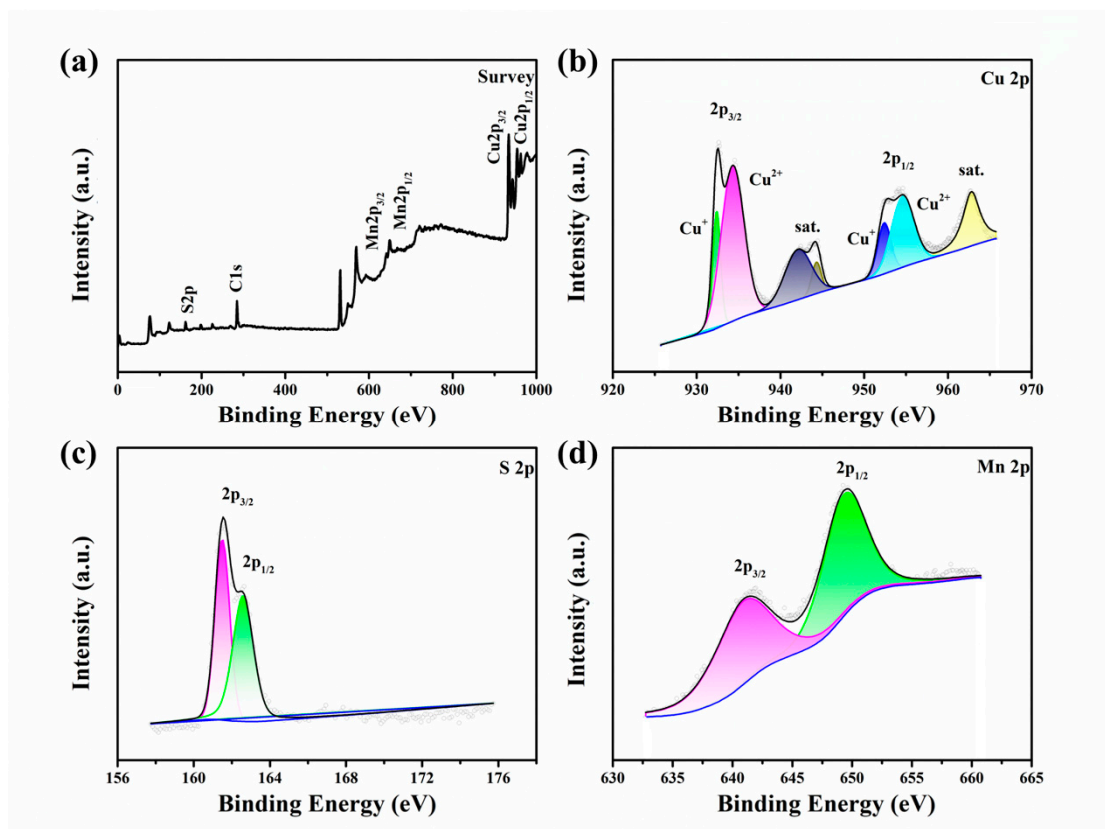 (a)
Survey
Intensity (a.u.)
S2p
C1s
Mn2p3/2
Mn2p1/2
Cu2p3/2
Cu2p1/2
0 200 400 600 800 1000
Binding Energy (eV)
(b)
Cu 2p
Intensity (a.u.)
2p3/2
Cu+
Cu2+
sat.
2p1/2
Cu+
Cu2+
sat.
920 930 940 950 960 970
Binding Energy (eV)
(c)
S 2p
Intensity (a.u.)
2p3/2
2p1/2
156 160 164 168 172 176
Binding Energy (eV)
(d)
Mn 2p
Intensity (a.u.)
2p3/2
2p1/2
630 635 640 645 650 655 660 665
Binding Energy (eV)